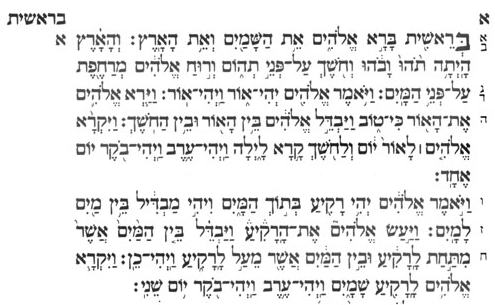 בראשית א
א בְּרֵאשִׁ֖ית בָּרָ֣א אֱלֹהִ֑ים אֵ֥ת הַשָּׁמַ֖יִם וְאֵ֥ת הָאָֽרֶץ׃ וְהָאָ֗רֶץ א ב
הָיְתָ֥ה תֹ֙הוּ֙ וָבֹ֔הוּ וְחֹ֖שֶׁךְ עַל־פְּנֵ֣י תְה֑וֹם וְר֣וּחַ אֱלֹהִ֔ים מְרַחֶ֖פֶת
עַל־פְּנֵ֥י הַמָּֽיִם׃ וַיֹּ֥אמֶר אֱלֹהִ֖ים יְהִ֣י־א֑וֹר וַֽיְהִי־אֽוֹר׃ וַיַּ֧רְא אֱלֹהִ֛ים ג ד
אֶת־הָא֖וֹר כִּי־ט֑וֹב וַיַּבְדֵּ֣ל אֱלֹהִ֔ים בֵּ֥ין הָא֖וֹר וּבֵ֥ין הַחֹֽשֶׁךְ׃ וַיִּקְרָ֨א ה
אֱלֹהִ֤ים׀ לָאוֹר֙ י֔וֹם וְלַחֹ֖שֶׁךְ קָ֣רָא לָ֑יְלָה וַֽיְהִי־עֶ֥רֶב וַֽיְהִי־בֹ֖קֶר י֥וֹם
אֶחָֽד׃
וַיֹּ֣אמֶר אֱלֹהִ֔ים יְהִ֥י רָקִ֖יעַ בְּת֣וֹךְ הַמָּ֑יִם וִיהִ֣י מַבְדִּ֔יל בֵּ֥ין מַ֖יִם ו
לָמָֽיִם׃ וַיַּ֣עַשׂ אֱלֹהִים֮ אֶת־הָרָקִיעַ֒ וַיַּבְדֵּ֗ל בֵּ֤ין הַמַּ֙יִם֙ אֲשֶׁר֙ ז
מִתַּ֣חַת לָרָקִ֔יעַ וּבֵ֣ין הַמַּ֔יִם אֲשֶׁ֖ר מֵעַ֣ל לָרָקִ֑יעַ וַֽיְהִי־כֵֽן׃ וַיִּקְרָ֧א ח
אֱלֹהִ֛ים לָֽרָקִ֖יעַ שָׁמָ֑יִם וַֽיְהִי־עֶ֥רֶב וַֽיְהִי־בֹ֖קֶר י֥וֹם שֵׁנִֽי׃